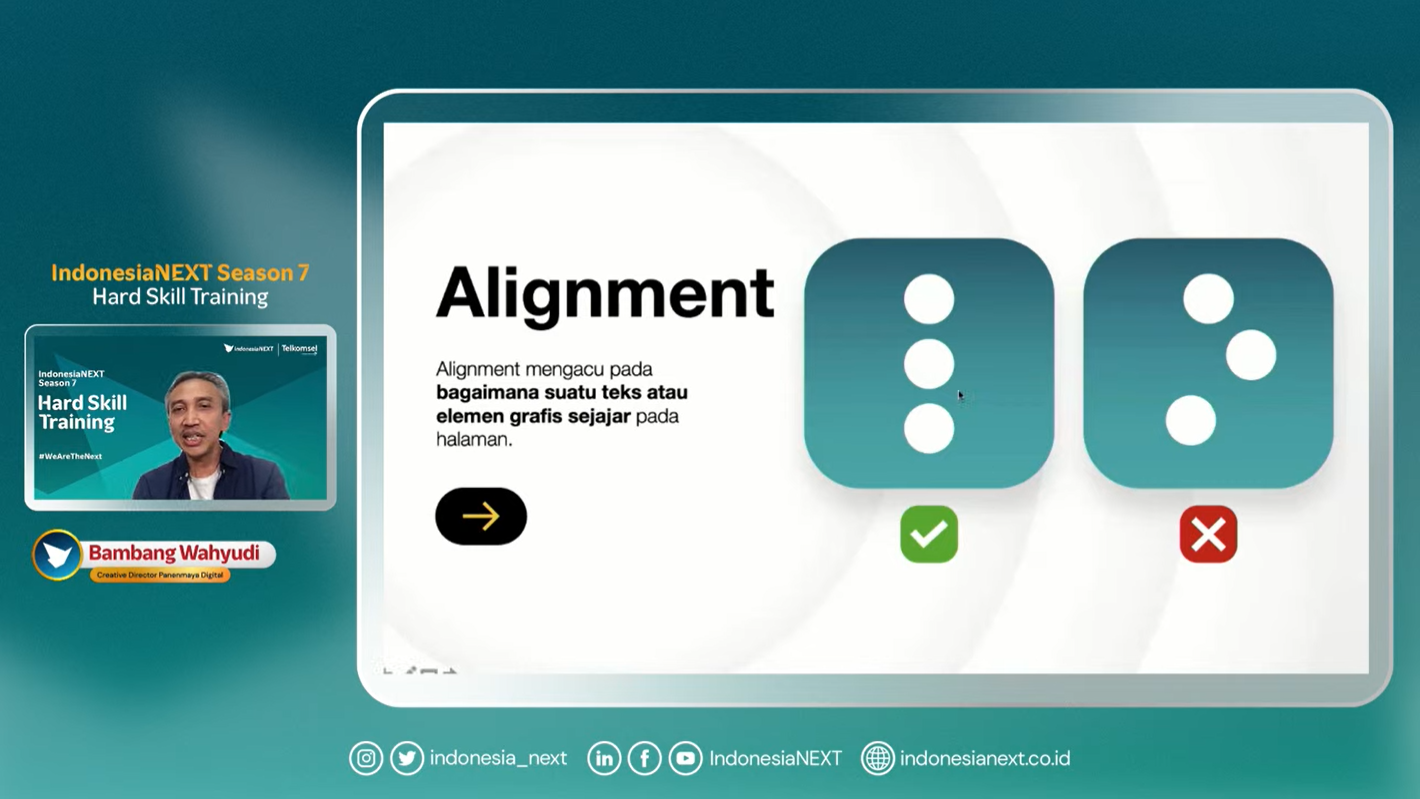 IndonesiaNEXT Season 7
Hard Skill Training
IndonesiaNEXT
Telkomsel
IndonesiaNEXT
Season 7
Hard Skill
Training
#WeAreTheNext
Bambang Wahyudi
Creative Director Panenmaya Digital
Alignment
Alignment mengacu pada
bagaimana suatu teks atau
elemen grafis sejajar pada
halaman.
indonesia_next
IndonesiaNEXT
indonesianext.co.id